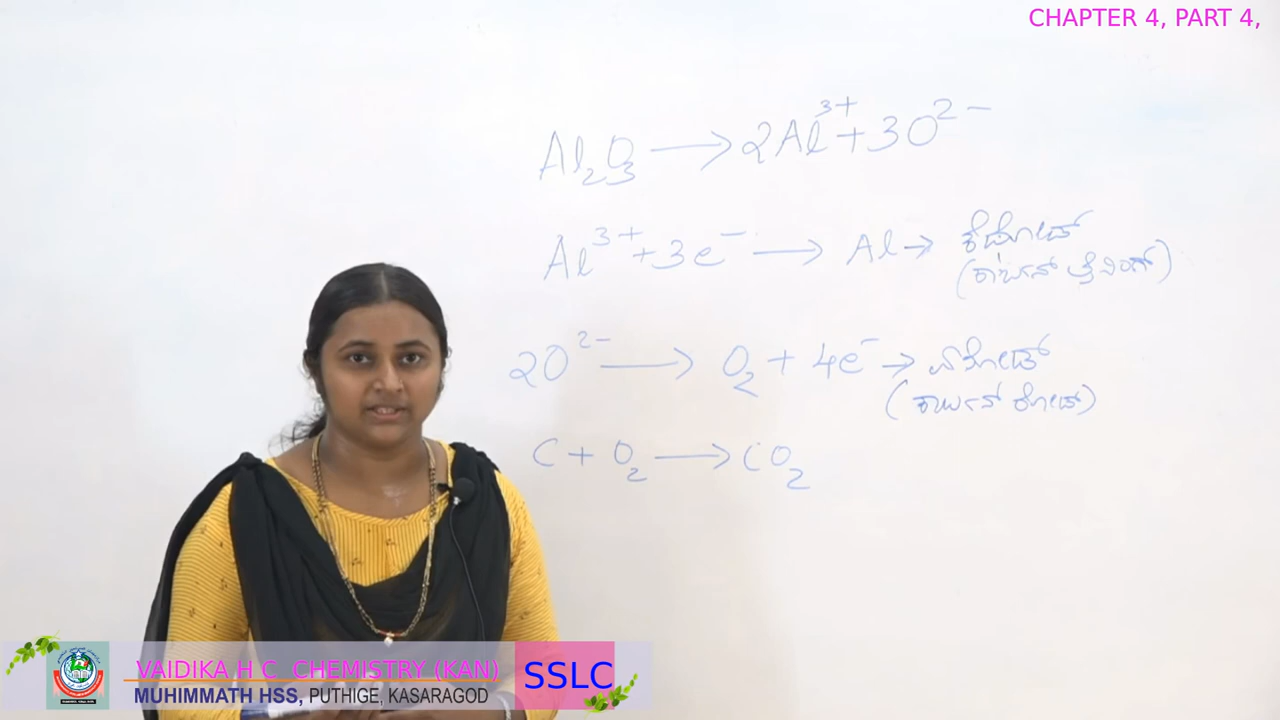 CHAPTER 4, PART 4,
Al₂O₃ → 2Al³⁺ + 3O²⁻
Al³⁺ + 3e⁻ → Al → ಕೆಥೋಡ್
(ಕಾರ್ಬನ್ ಲೈನಿಂಗ್)
2O²⁻ → O₂ + 4e⁻ → ಏನೋಡ್
(ಕಾರ್ಬನ್ ರೋಡ್)
C + O₂ → CO₂
VAIDIKA H C CHEMISTRY (KAN)
MUHIMMATH HSS, PUTHIGE, KASARAGOD
SSLC